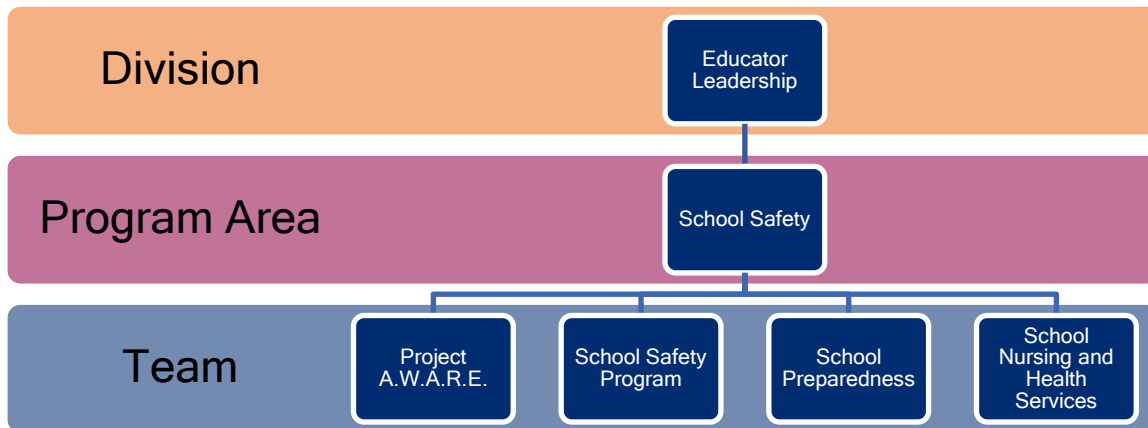 Division
Educator
Leadership
Program Area
School Safety
Team
Project
A.W.A.R.E.
School Safety
Program
School
Preparedness
School
Nursing and
Health
Services